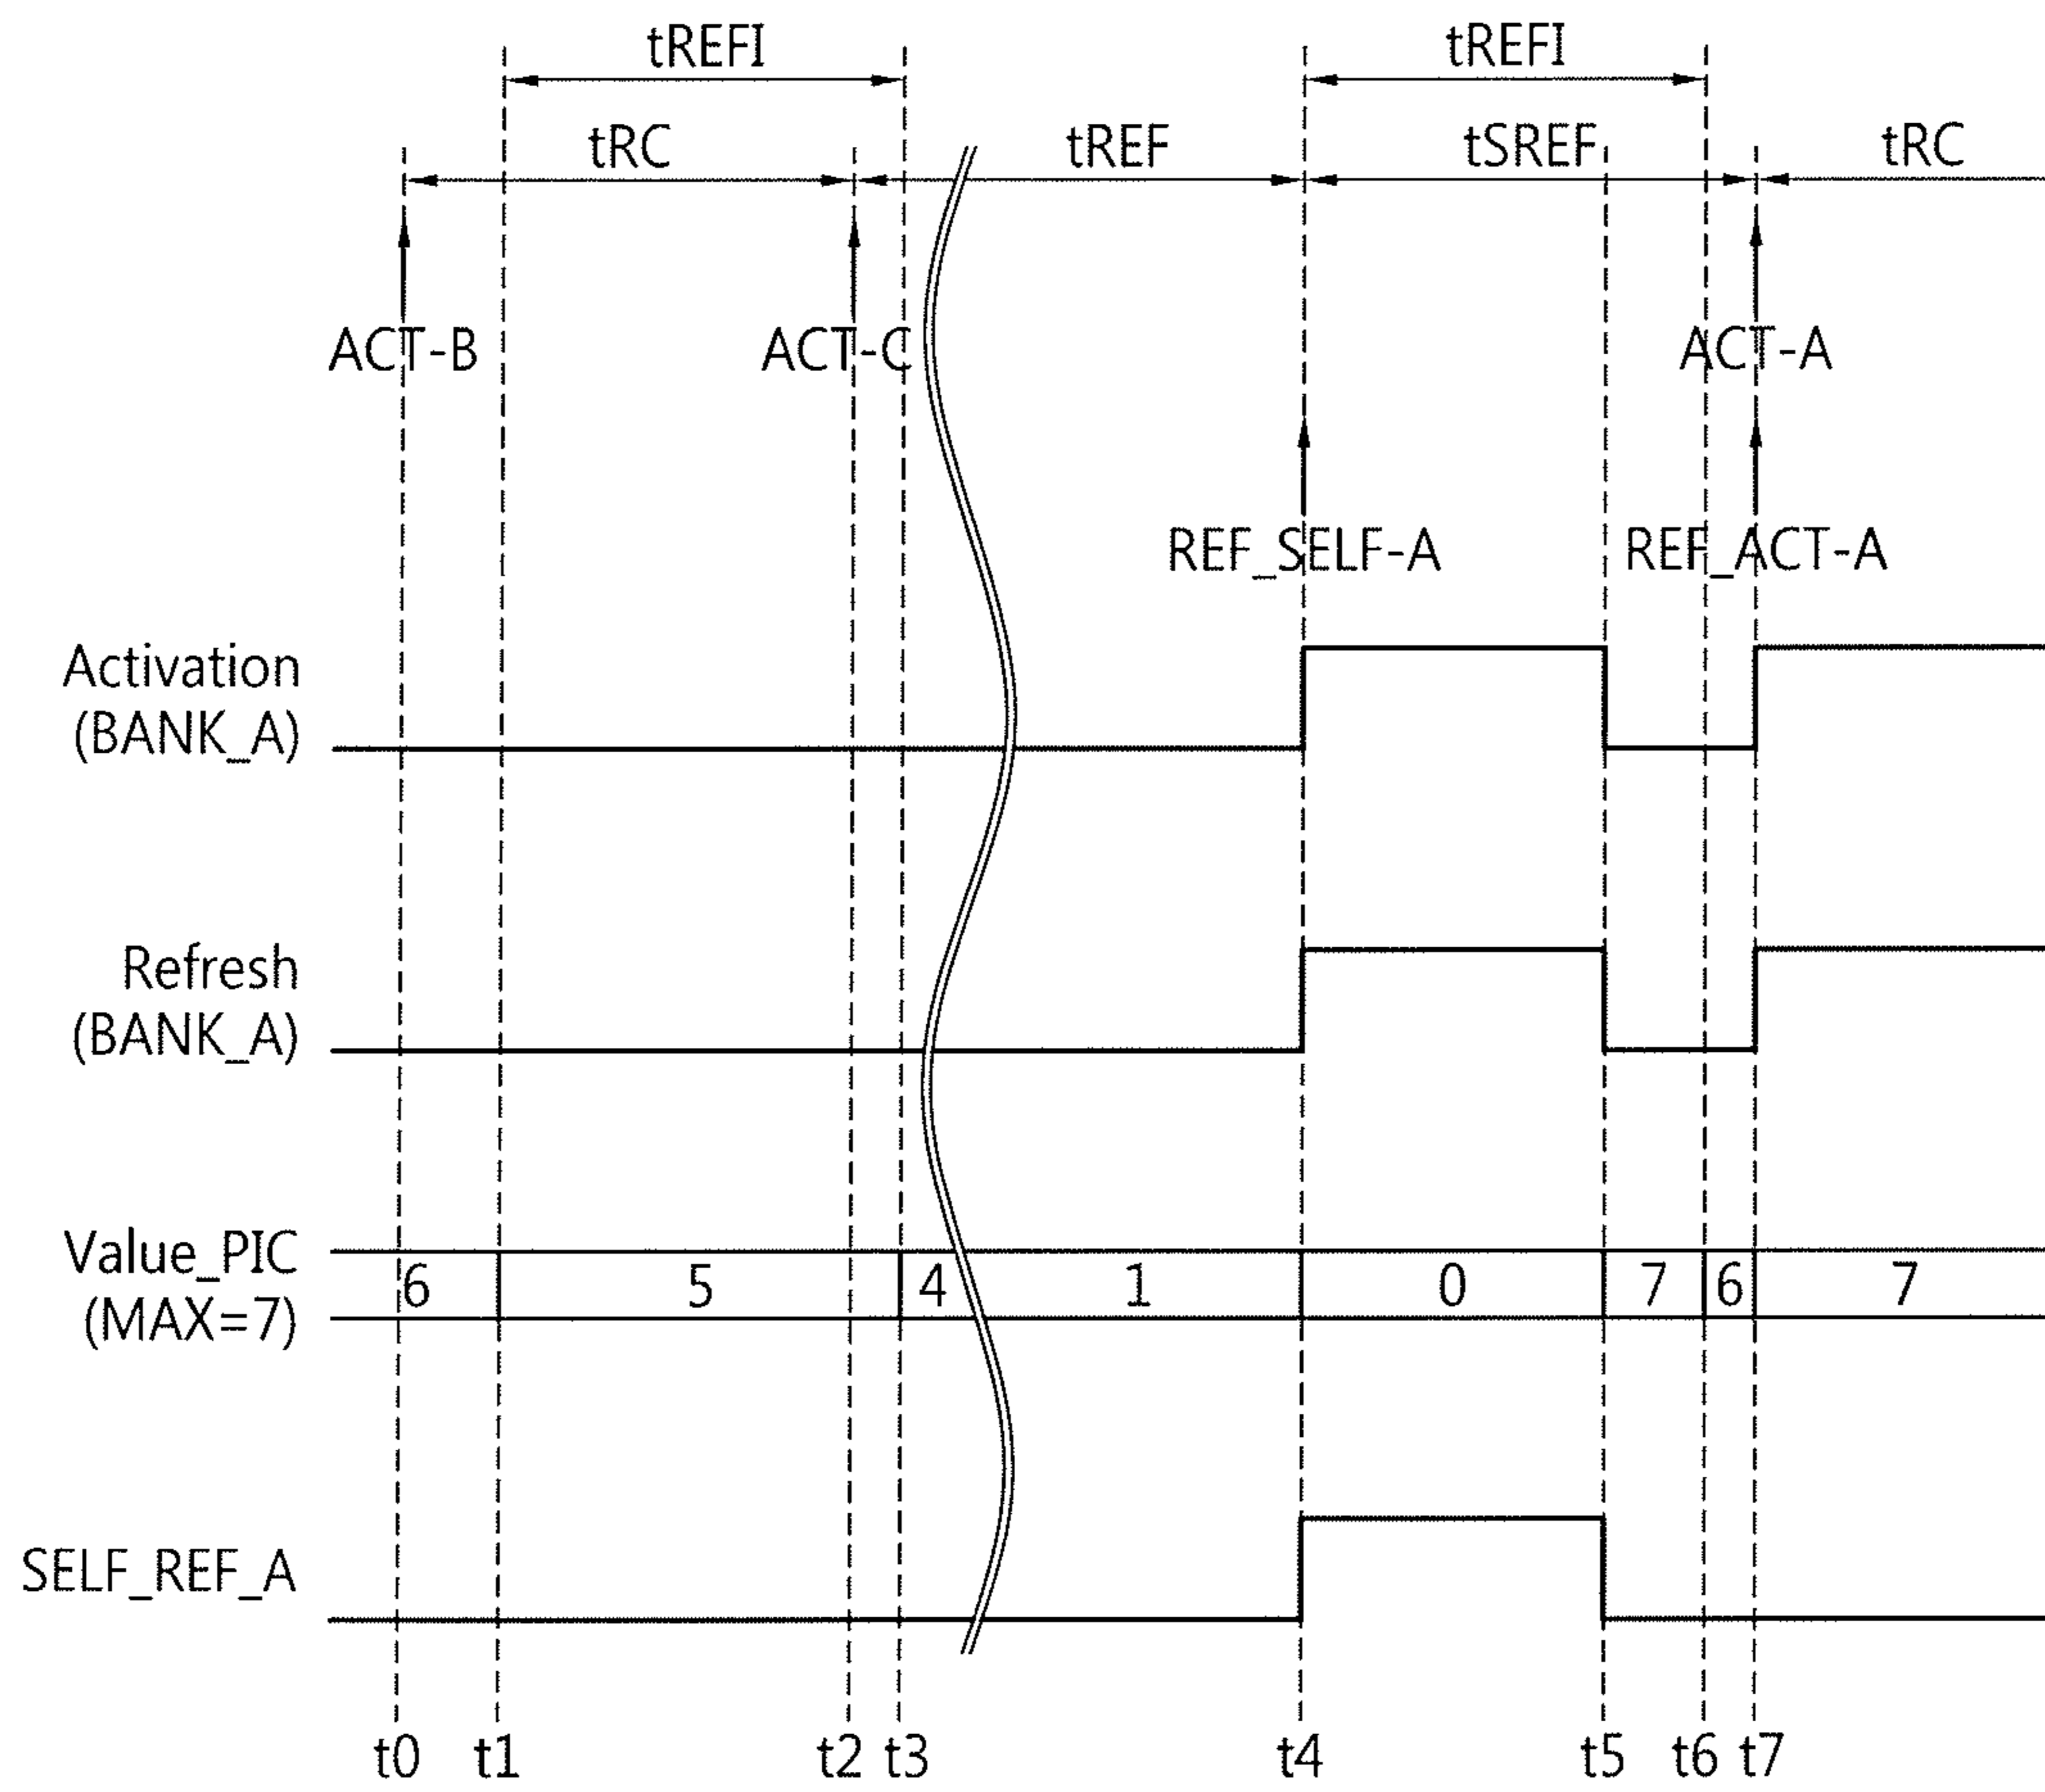 tREFI tREFI
tRC tREF tSREF tRC
ACT-B ACT-C ACT-A
REF_SELF-A REF_ACT-A
Activation
(BANK_A)
Refresh
(BANK_A)
Value_PIC
(MAX=7)
6 5 4 1 0 7 6 7
SELF_REF_A
t0 t1 t2 t3 t4 t5 t6 t7